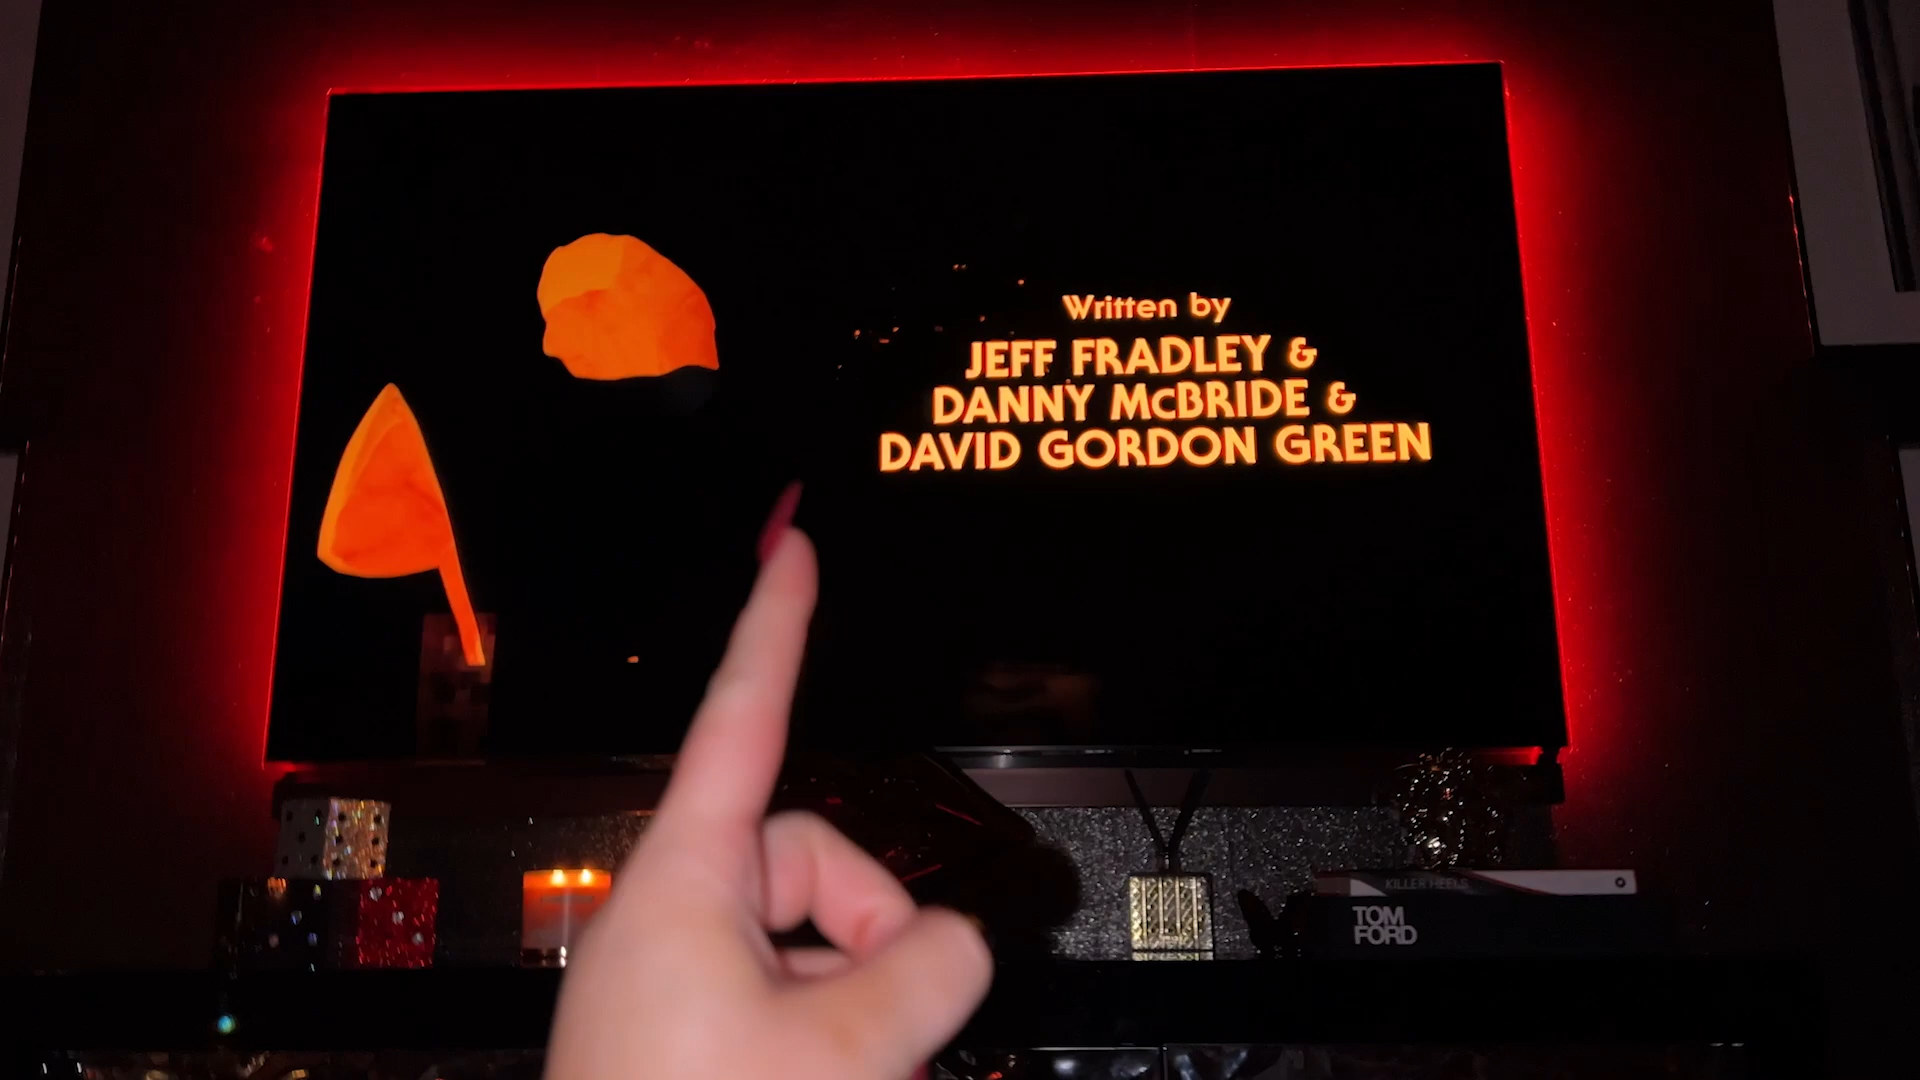 Written by
JEFF FRADLEY &
DANNY McBRIDE &
DAVID GORDON GREEN
KILLER HEELS
TOM
FORD